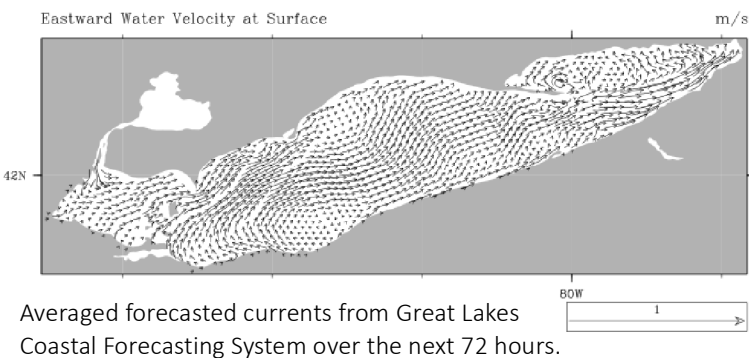 Eastward Water Velocity at Surface
m/s
42N
80W
1
Averaged forecasted currents from Great Lakes
Coastal Forecasting System over the next 72 hours.